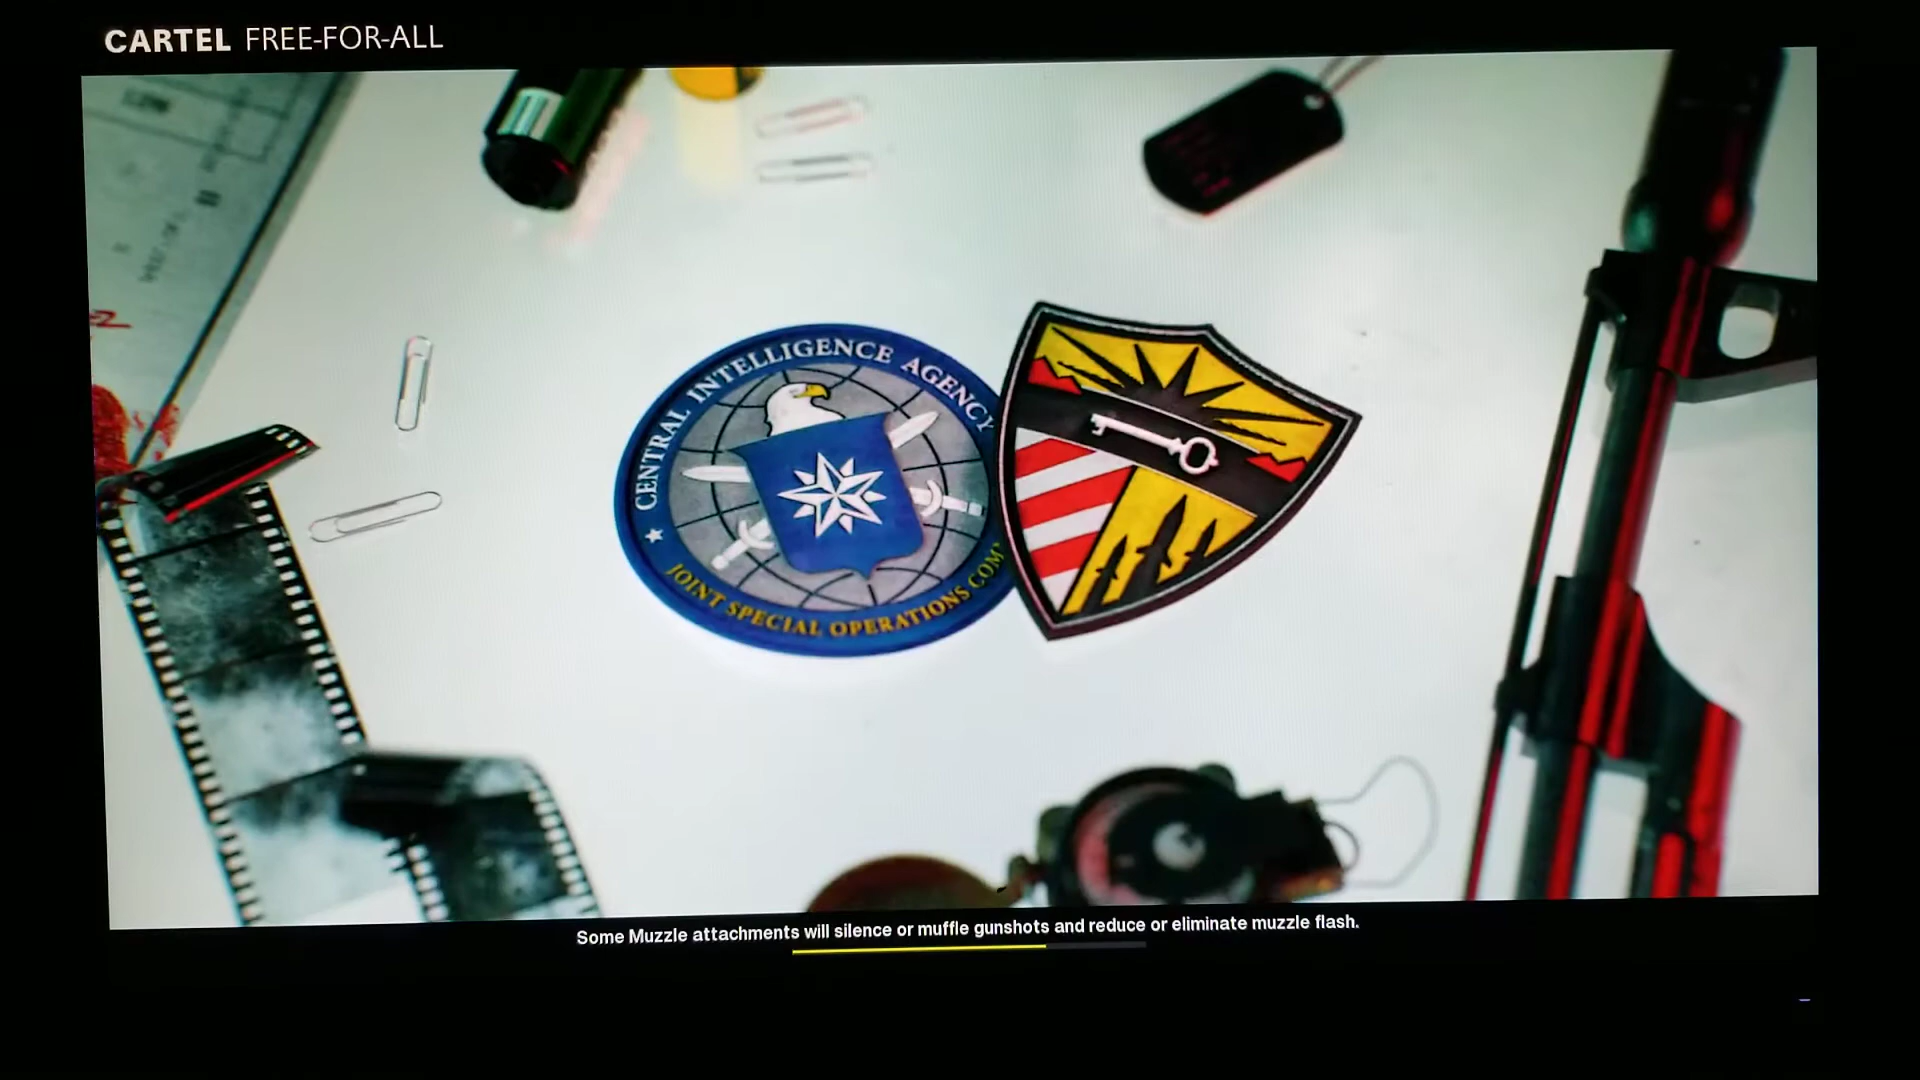 CARTEL FREE-FOR-ALL
★ CENTRAL INTELLIGENCE AGENCY
JOINT SPECIAL OPERATIONS COM
Some Muzzle attachments will silence or muffle gunshots and reduce or eliminate muzzle flash.